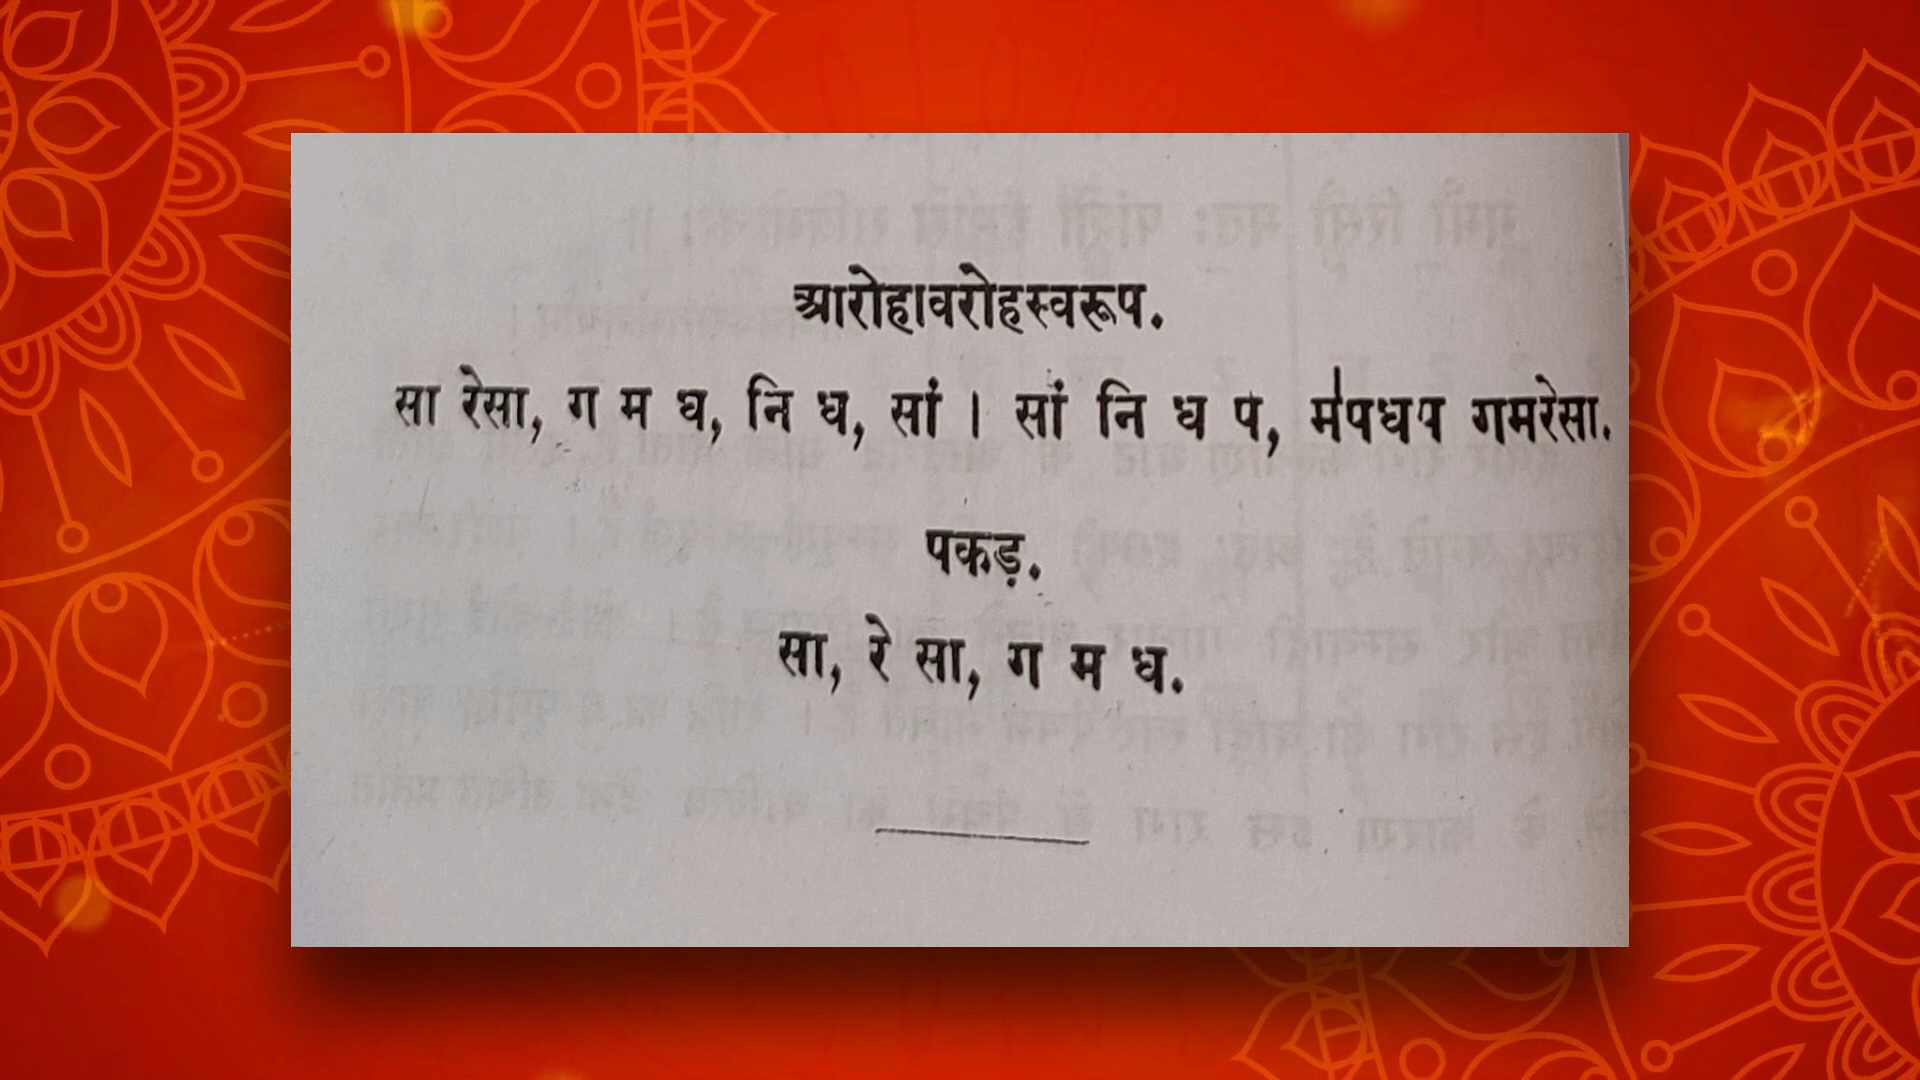 आरोहावरोहस्वरूप.
सा रेसा, ग म ध, नि ध, सां । सां नि ध प, म॑पधप गमरेसा.
पकड़.
सा, रे सा, ग म ध.